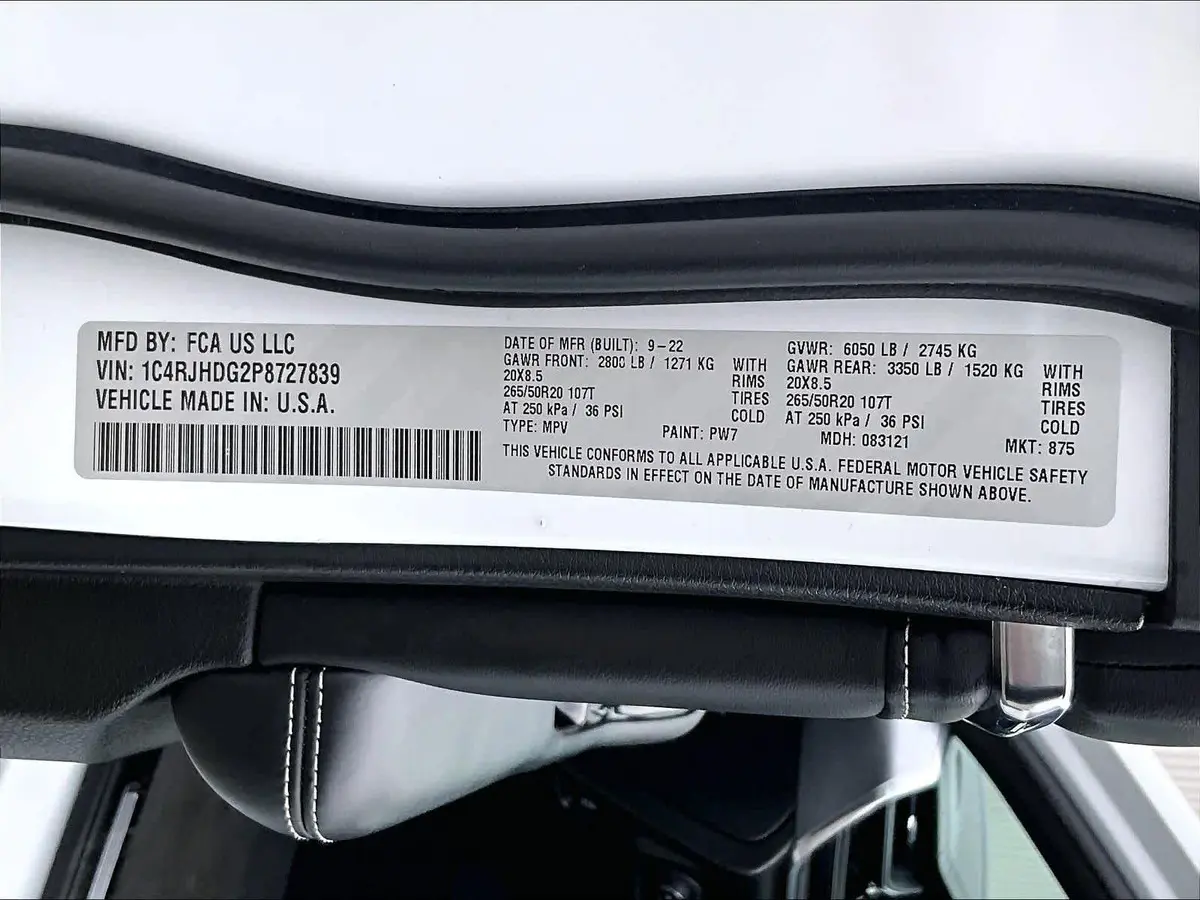 MFD BY: FCA US LLC
VIN: 1C4RJHDG2P8727839
VEHICLE MADE IN: U.S.A.
DATE OF MFR (BUILT): 9-22
GAWR FRONT: 2800 LB / 1271 KG
20X8.5
265/50R20 107T
AT 250 kPa / 36 PSI
WITH
RIMS
TIRES
COLD
GVWR: 6050 LB / 2745 KG
GAWR REAR: 3350 LB / 1520 KG
20X8.5
265/50R20 107T
AT 250 kPa / 36 PSI
WITH
RIMS
TIRES
COLD
TYPE: MPV PAINT: PW7 MDH: 083121 MKT: 875
THIS VEHICLE CONFORMS TO ALL APPLICABLE U.S.A. FEDERAL MOTOR VEHICLE SAFETY
STANDARDS IN EFFECT ON THE DATE OF MANUFACTURE SHOWN ABOVE.